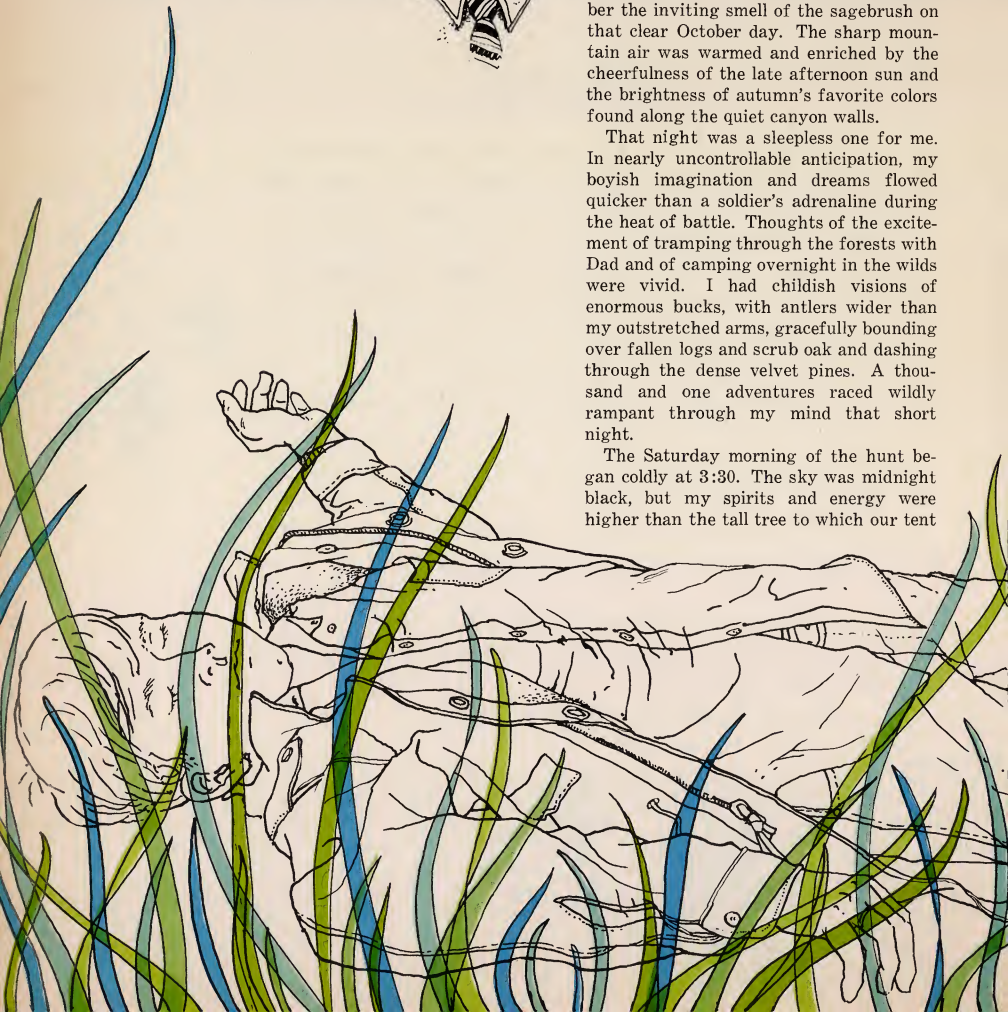 ber the inviting smell of the sagebrush on
that clear October day. The sharp moun-
tain air was warmed and enriched by the
cheerfulness of the late afternoon sun and
the brightness of autumn's favorite colors
found along the quiet canyon walls.
That night was a sleepless one for me.
In nearly uncontrollable anticipation, my
boyish imagination and dreams flowed
quicker than a soldier's adrenaline during
the heat of battle. Thoughts of the excite-
ment of tramping through the forests with
Dad and of camping overnight in the wilds
were vivid. I had childish visions of
enormous bucks, with antlers wider than
my outstretched arms, gracefully bounding
over fallen logs and scrub oak and dashing
through the dense velvet pines. A thou-
sand and one adventures raced wildly
rampant through my mind that short
night.
The Saturday morning of the hunt be-
gan coldly at 3:30. The sky was midnight
black, but my spirits and energy were
higher than the tall tree to which our tent